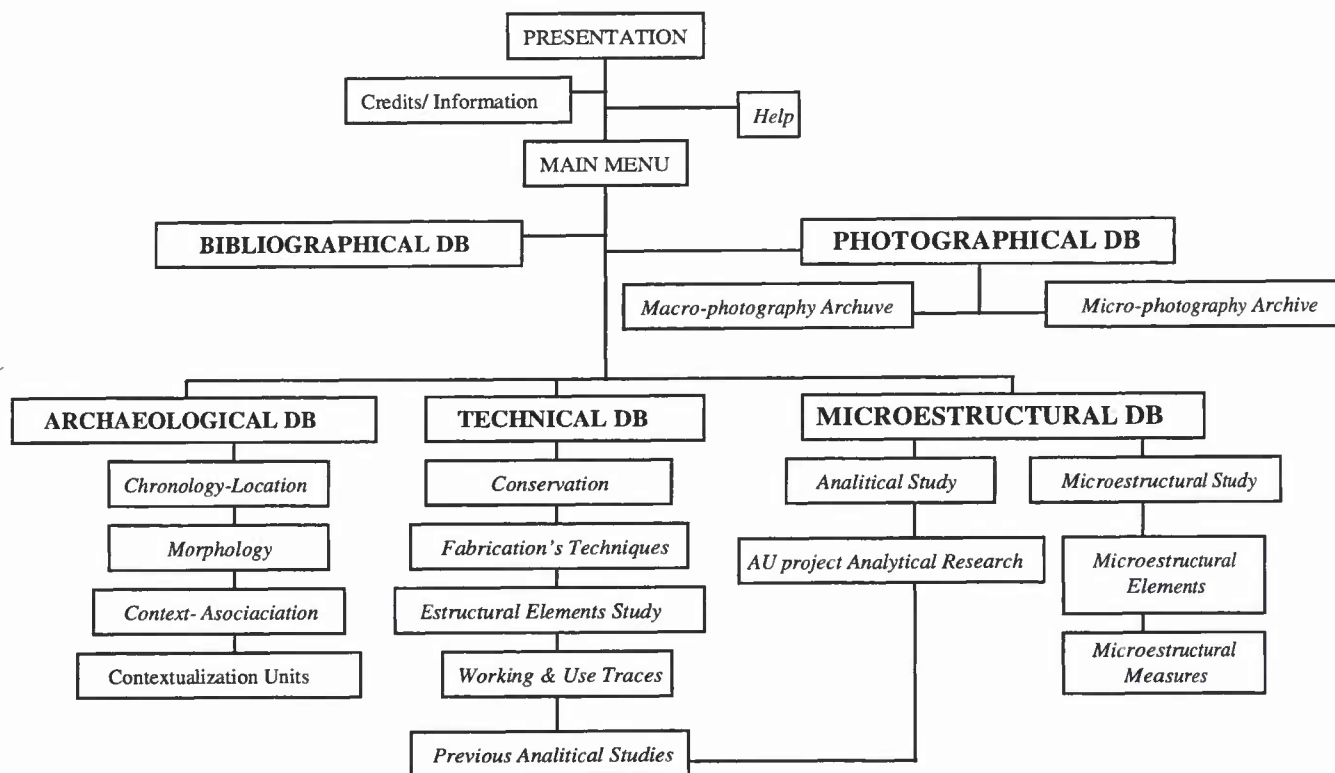 PRESENTATION
Credits/ Information
Help
MAIN MENU
BIBLIOGRAPHICAL DB
PHOTOGRAPHICAL DB
Macro-photography Archuve
Micro-photography Archive
ARCHAEOLOGICAL DB
TECHNICAL DB
MICROESTRUCTURAL DB
Chronology-Location
Conservation
Analitical Study
Microestructural Study
Morphology
Fabrication's Techniques
AU project Analytical Research
Microestructural
Elements
Context- Asociaciation
Estructural Elements Study
Contextualization Units
Working & Use Traces
Microestructural
Measures
Previous Analitical Studies